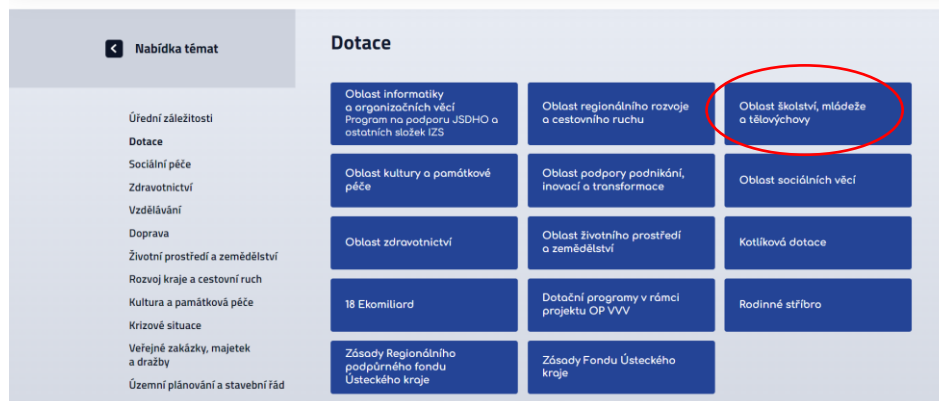 Nabídka témat
Úřední záležitosti
Dotace
Sociální péče
Zdravotnictví
Vzdělávání
Doprava
Životní prostředí a zemědělství
Rozvoj kraje a cestovní ruch
Kultura a památková péče
Krizové situace
Veřejné zakázky, majetek
a dražby
Územní plánování a stavební řád
Dotace
Oblast informatiky
a organizačních věcí
Program na podporu JSDHO a
ostatních složek IZS
Oblast regionálního rozvoje
a cestovního ruchu
Oblast školství, mládeže
a tělovýchovy
Oblast kultury a památkové
péče
Oblast podpory podnikání,
inovací a transformace
Oblast sociálních věcí
Oblast zdravotnictví
Oblast životního prostředí
a zemědělství
Kotlíková dotace
18 Ekomiliard
Dotační programy v rámci
projektu OP VVV
Rodinné stříbro
Zásady Regionálního
podpůrného fondu
Ústeckého kraje
Zásady Fondu Ústeckého
kraje